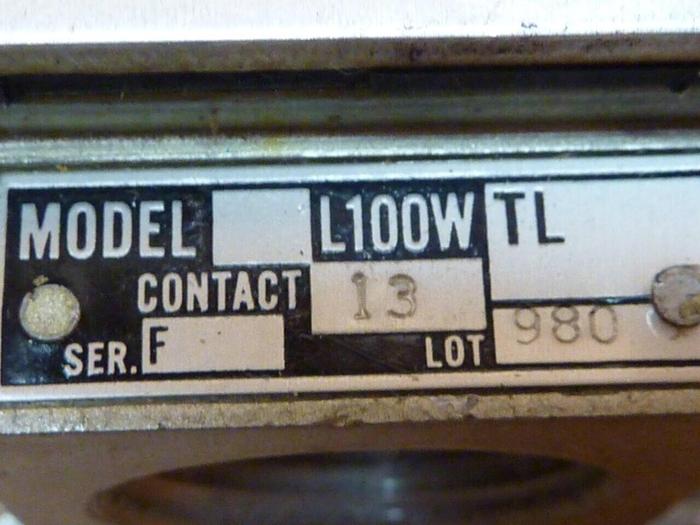 MODEL L100W TL
CONTACT 13
SER. F LOT 980